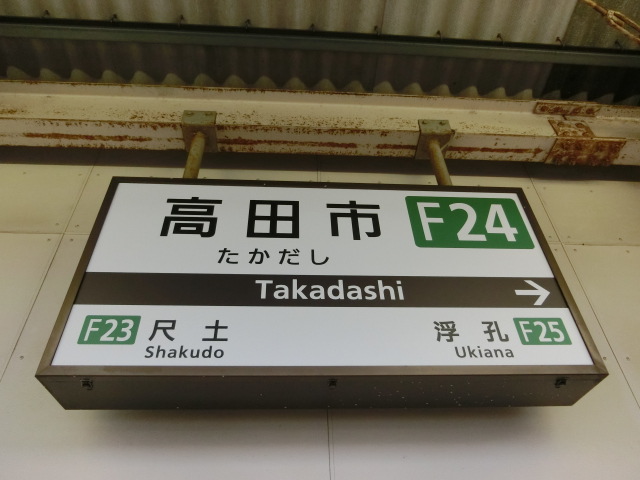 高田市 F24
たかだし
Takadashi →
F23 尺土 浮孔 F25
Shakudo Ukiana